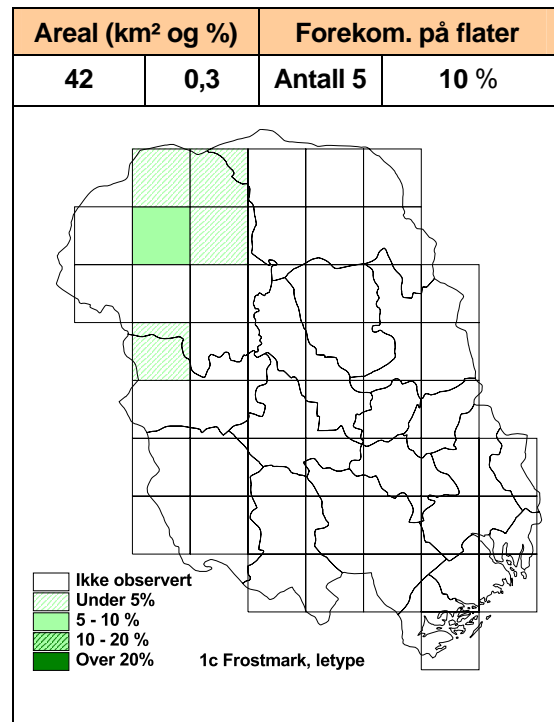 Areal (km² og %) Forekom. på flater
42 0,3 Antall 5 10 %
Ikke observert
Under 5%
5 - 10 %
10 - 20 %
Over 20%
1c Frostmark, letype